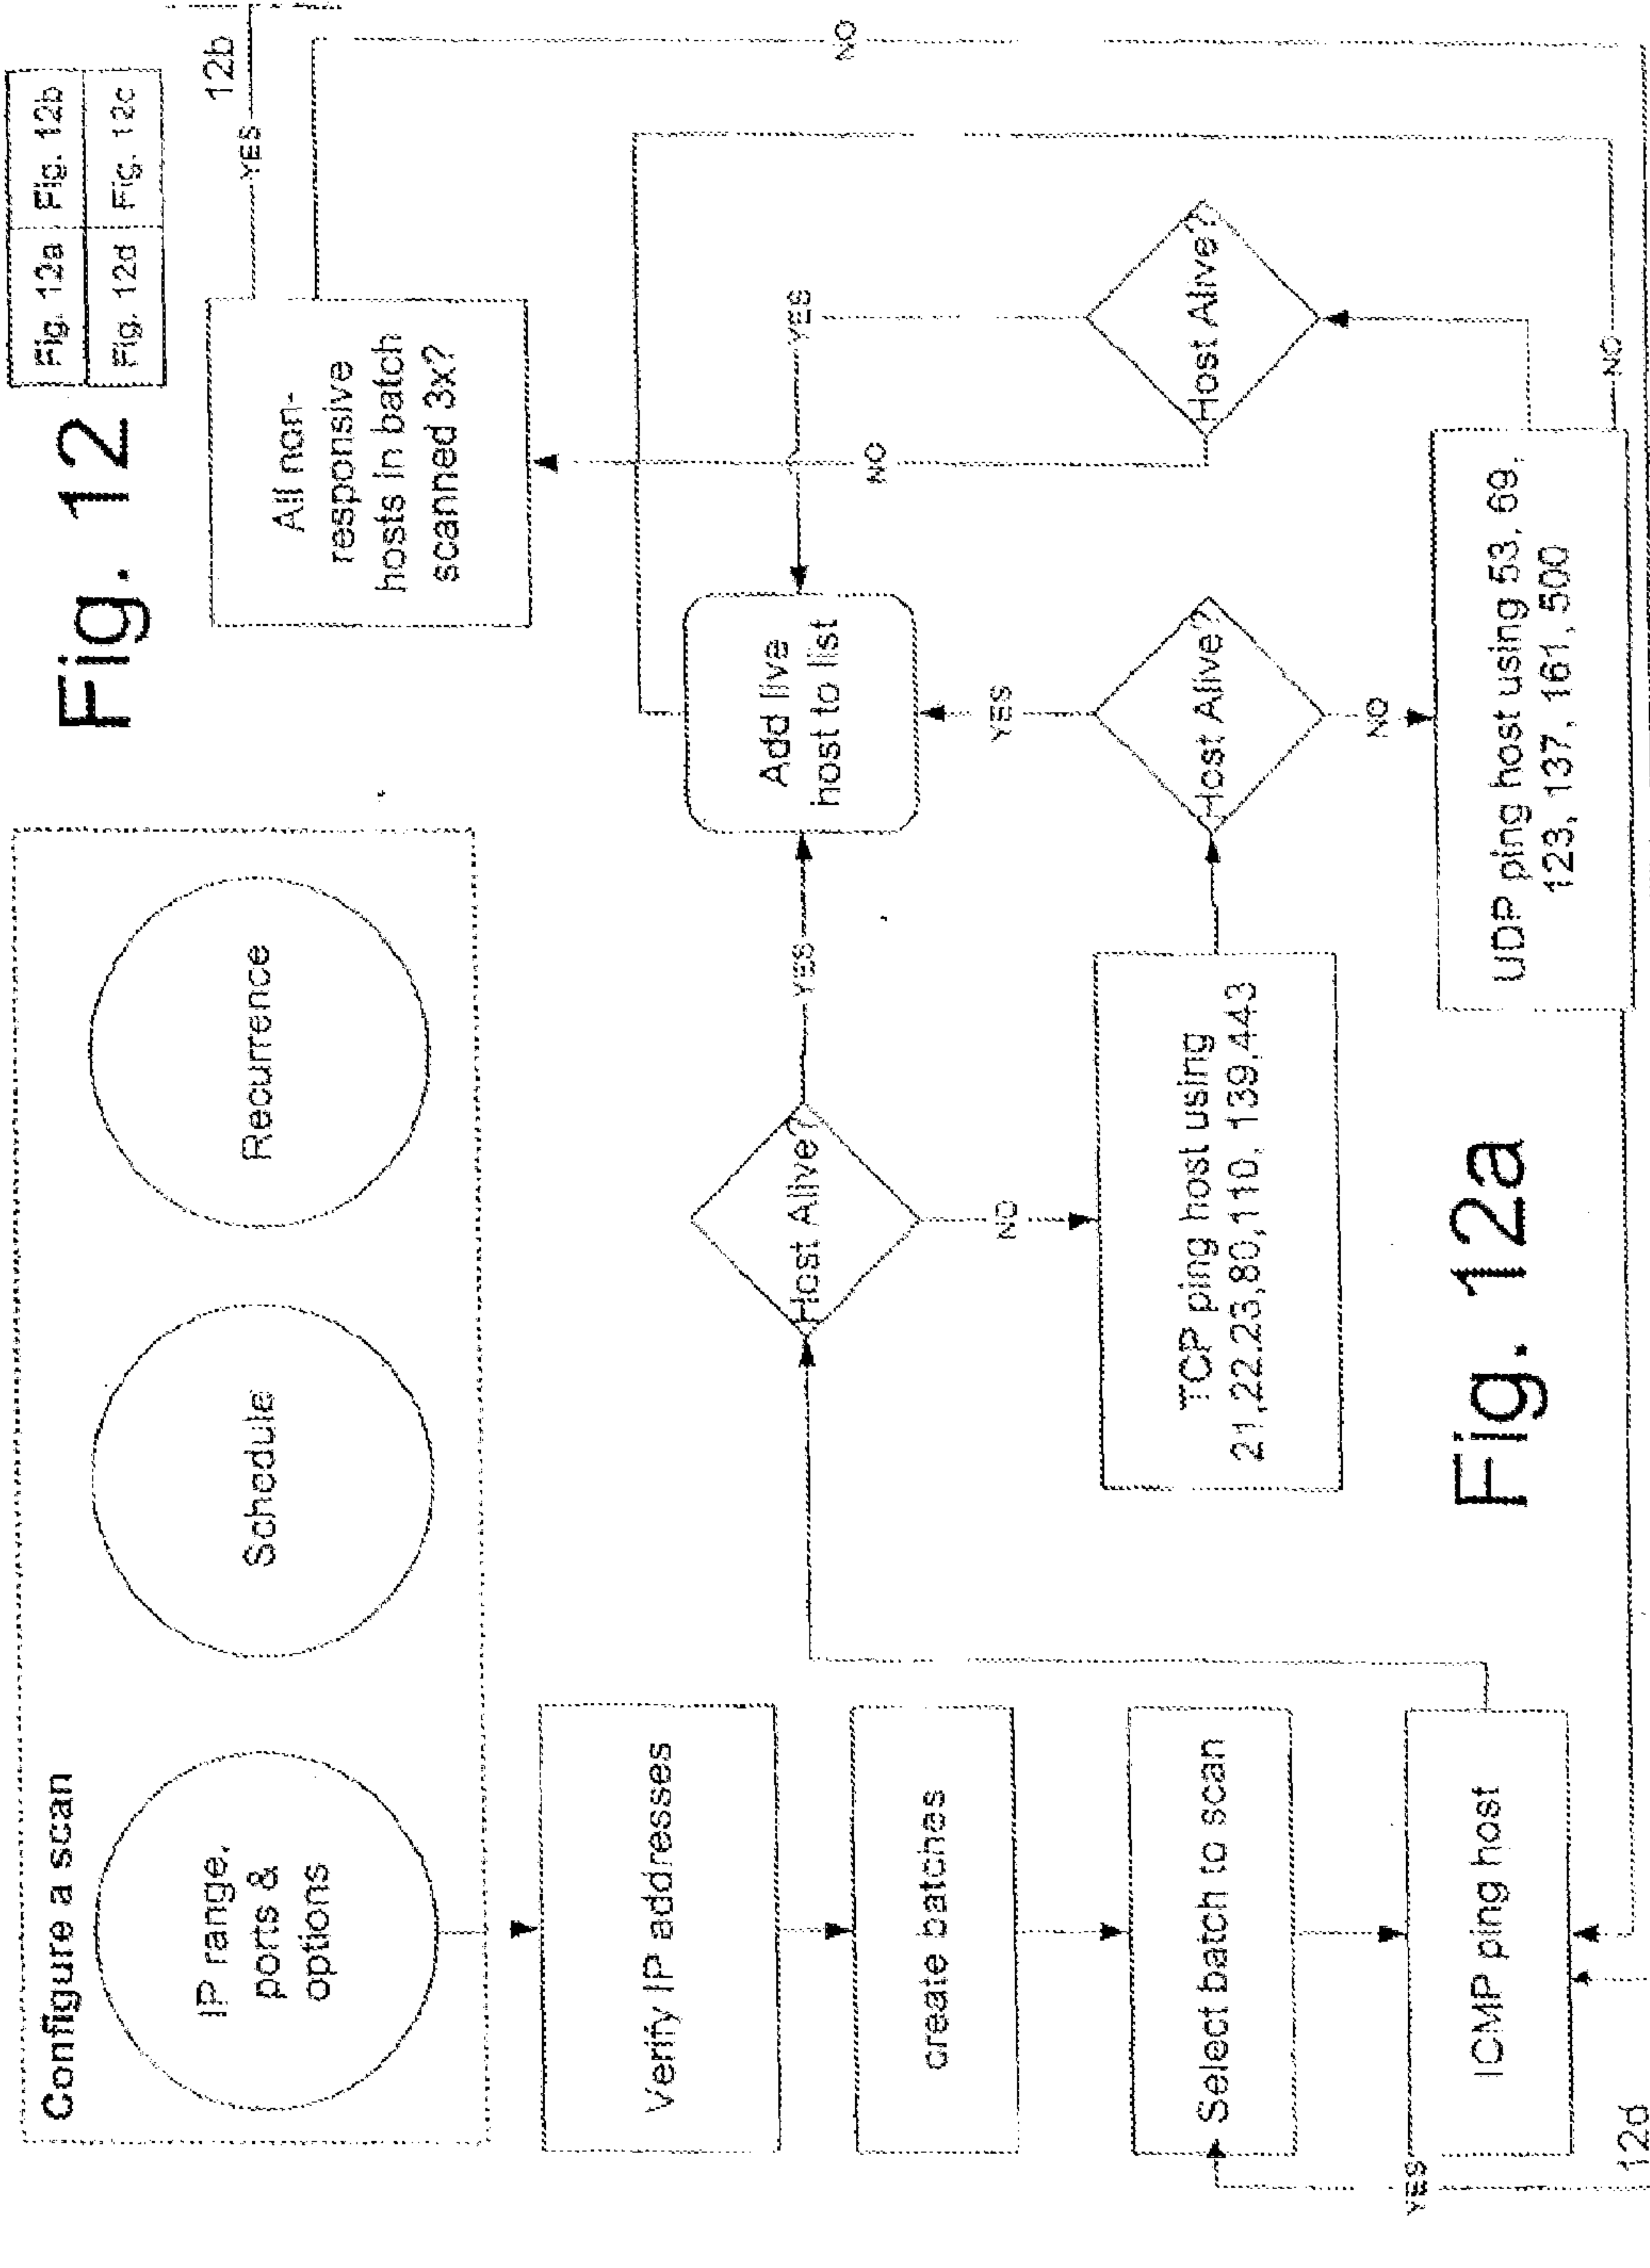 Fig. 12
Fig. 12a
Fig. 12b
Fig. 12d
Fig. 12c
Configure a scan
IP range,
ports &
options
Schedule
Recurrence
Verify IP addresses
create batches
Select batch to scan
ICMP ping host
YES
12d
Host Alive?
YES
NO
TCP ping host using
21,22,23,80,110, 139,443
Add live
host to list
Host Alive?
YES
NO
UDP ping host using 53, 69,
123, 137, 161, 500
Host Alive?
YES
NO
All non-
responsive
hosts in batch
scanned 3x?
YES
12b
NO
NO
Fig. 12a